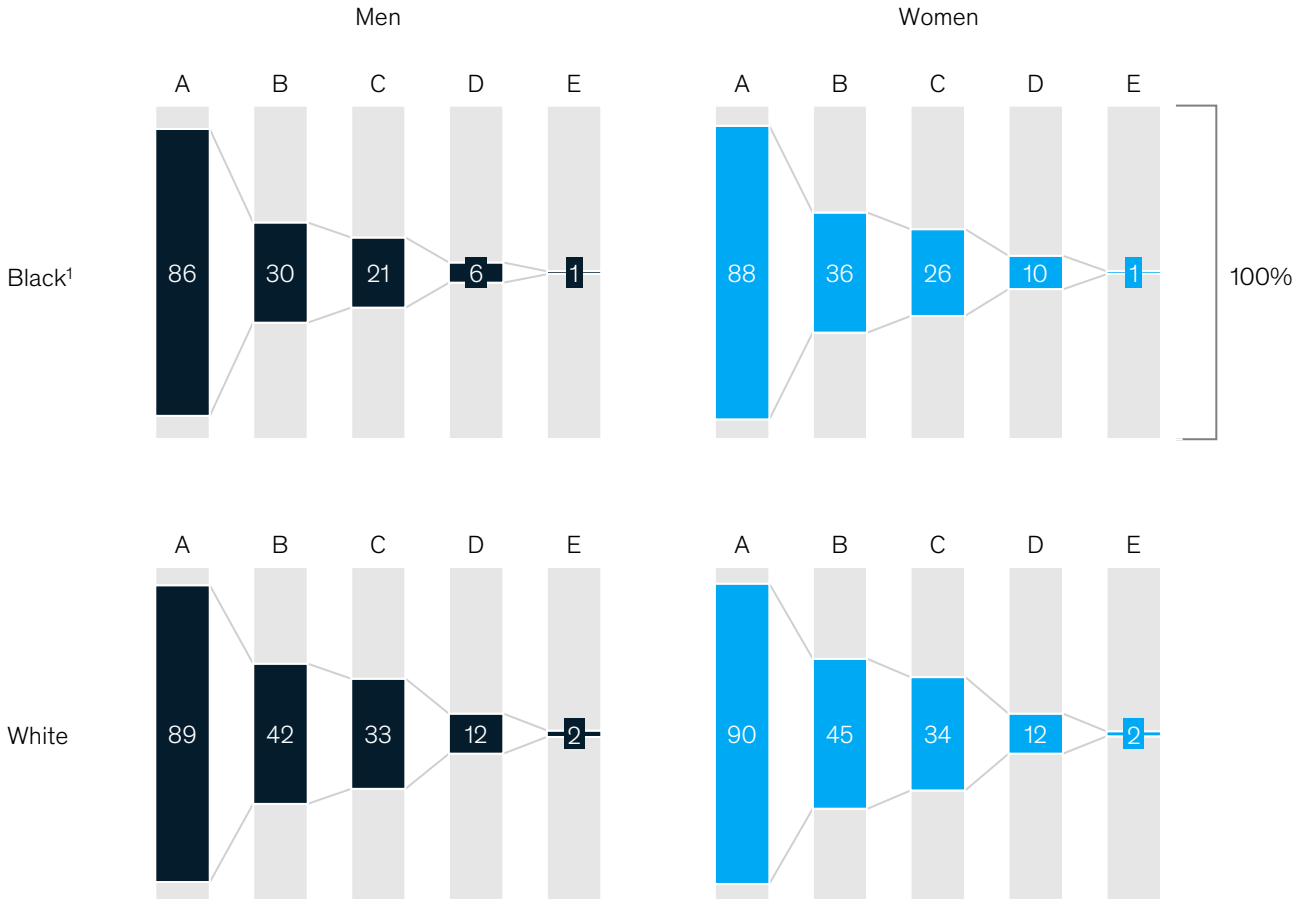 Men Women
A B C D E A B C D E
Black¹ 86 30 21 6 1 88 36 26 10 1 100%
A B C D E A B C D E
White 89 42 33 12 2 90 45 34 12 2